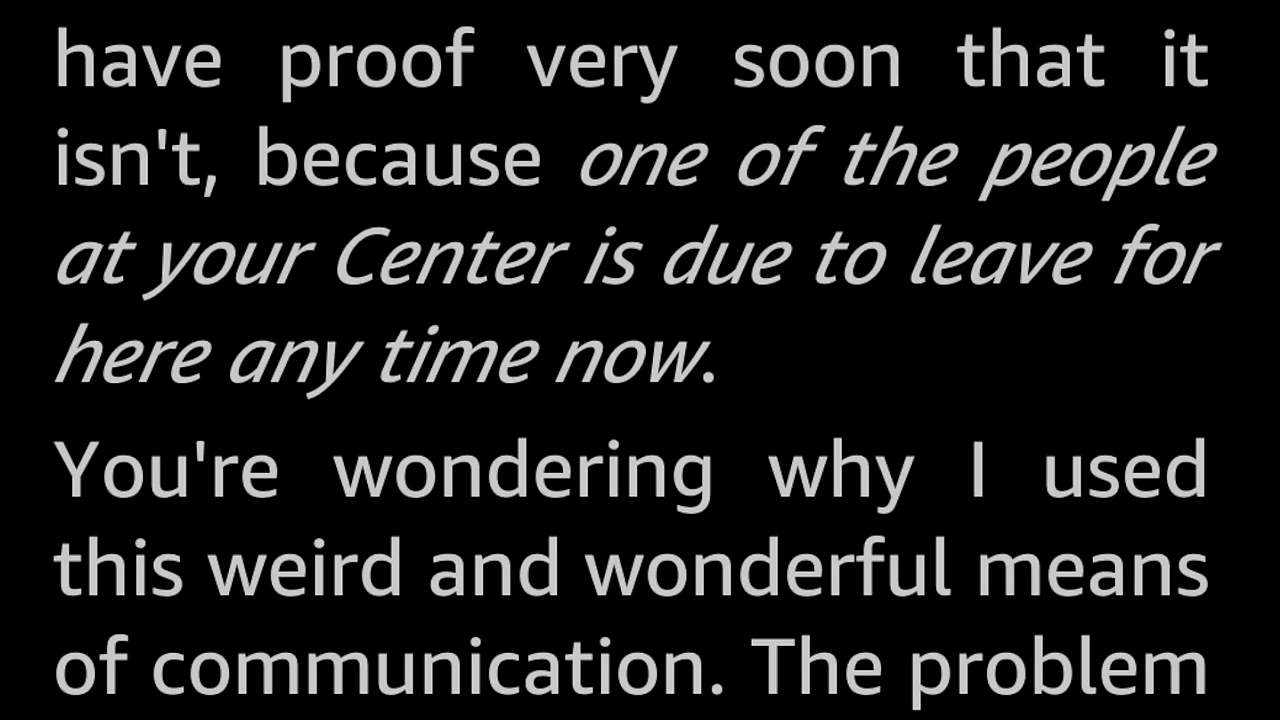 have proof very soon that it
isn't, because one of the people
at your Center is due to leave for
here any time now.
You're wondering why I used
this weird and wonderful means
of communication. The problem